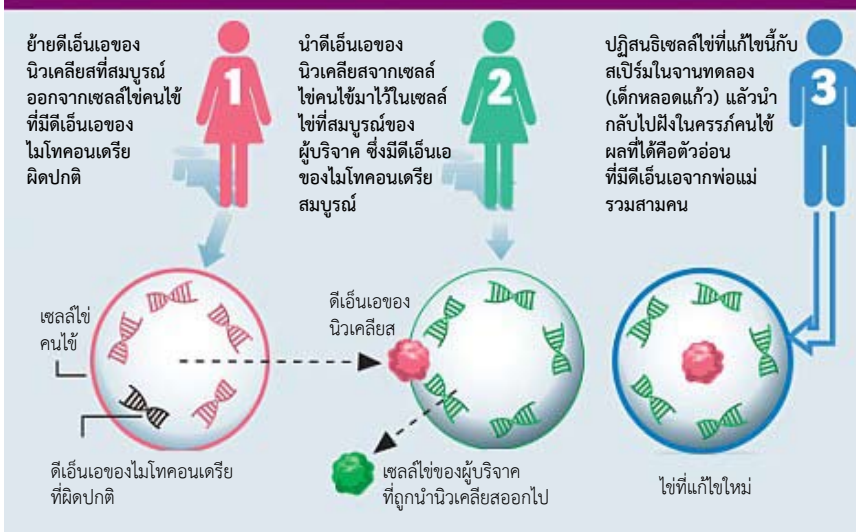 ย้ายดีเอ็นเอของ
นิวเคลียสที่สมบูรณ์
ออกจากเซลล์ไข่คนไข้
ที่มีดีเอ็นเอของ
ไมโทคอนเดรีย
ผิดปกติ
1
นำดีเอ็นเอของ
นิวเคลียสจากเซลล์
ไข่คนไข้มาไว้ในเซลล์
ไข่ที่สมบูรณ์ของ
ผู้บริจาค ซึ่งมีดีเอ็นเอ
ของไมโทคอนเดรีย
สมบูรณ์
2
ปฏิสนธิเซลล์ไข่ที่แก้ไขนี้กับ
สเปิร์มในจานทดลอง
(เด็กหลอดแก้ว) แล้วนำ
กลับไปฝังในครรภ์คนไข้
ผลที่ได้คือตัวอ่อน
ที่มีดีเอ็นเอจากพ่อแม่
รวมสามคน
3
เซลล์ไข่
คนไข้
ดีเอ็นเอของไมโทคอนเดรีย
ที่ผิดปกติ
ดีเอ็นเอของ
นิวเคลียส
เซลล์ไข่ของผู้บริจาค
ที่ถูกนำนิวเคลียสออกไป
ไข่ที่แก้ไขใหม่